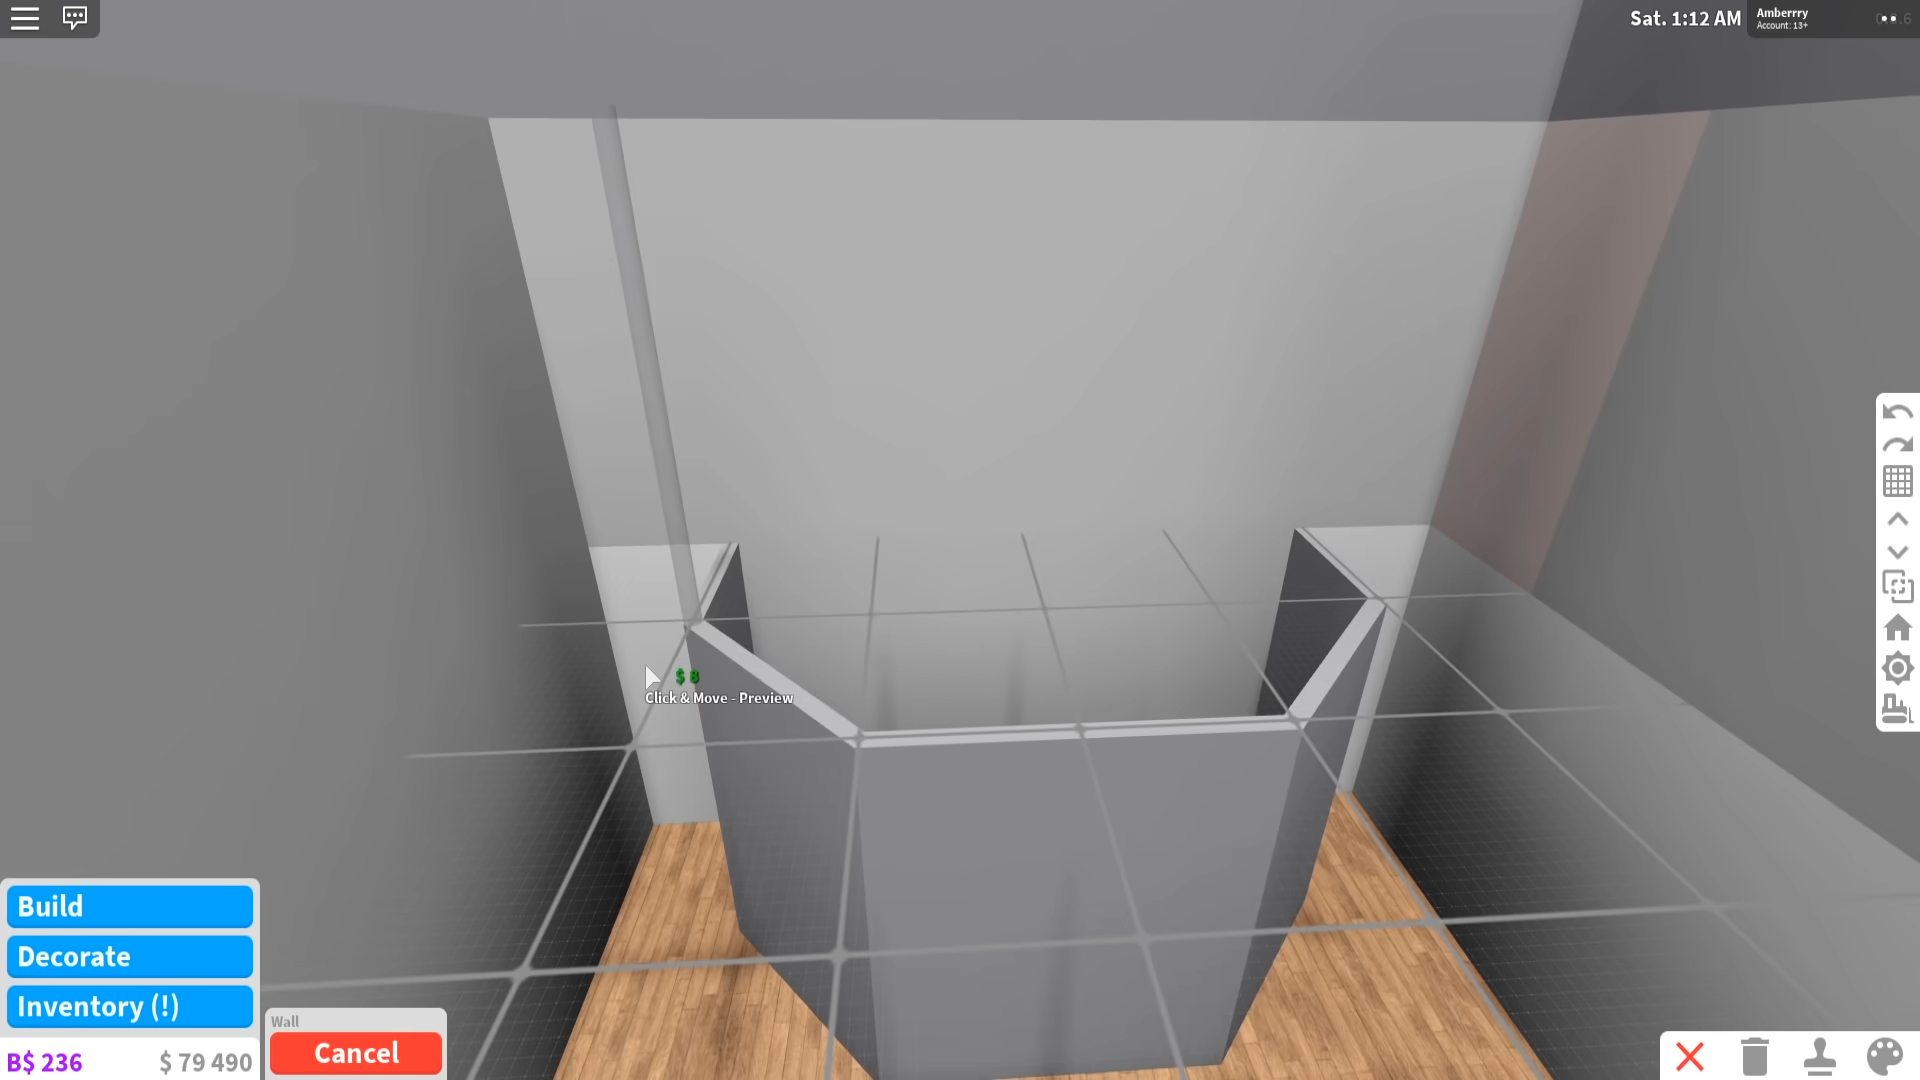 Sat. 1:12 AM
Amberrry
Account: 13+
$ 8
Click & Move - Preview
Build
Decorate
Inventory (!)
B$ 236
$ 79 490
Wall
Cancel